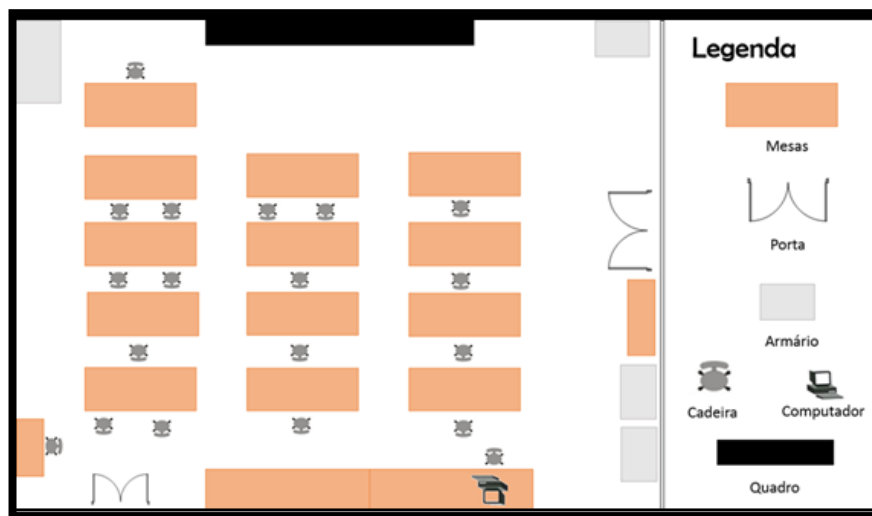 Legenda
Mesas
Porta
Armário
Cadeira
Computador
Quadro